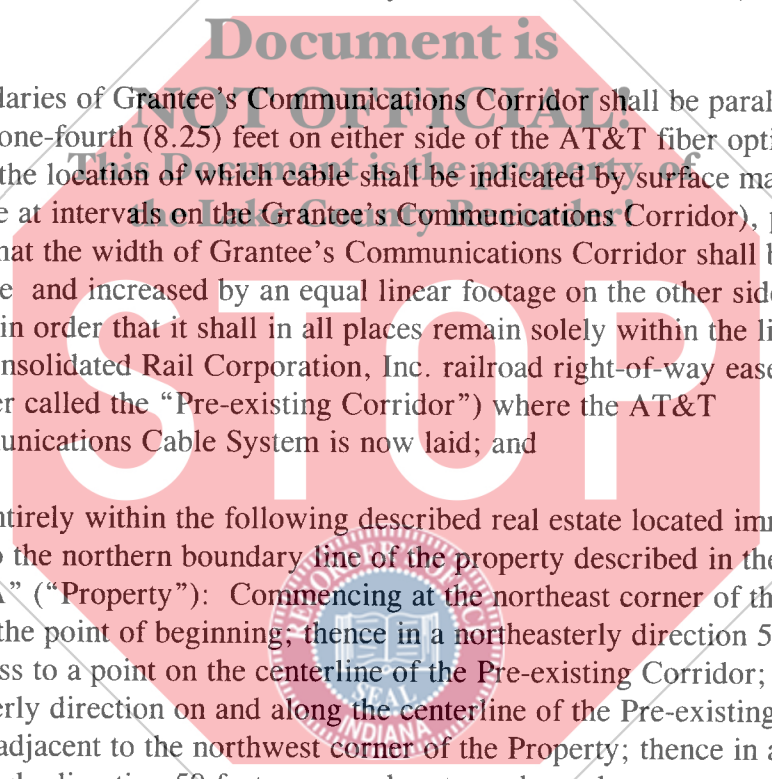 Document is
daries of Grantee's Communications Corridor shall be paral
NOT OFFICIAL!
one-fourth (8.25) feet on either side of the AT&T fiber opti
This Document is the property of
the location of which cable shall be indicated by surface ma
the Lake County Recorder!
e at intervals on the Grantee's Communications Corridor), p
hat the width of Grantee's Communications Corridor shall b
e and increased by an equal linear footage on the other side
in order that it shall in all places remain solely within the li
nsolidated Rail Corporation, Inc. railroad right-of-way ease
er called the “Pre-existing Corridor”) where the AT&T
unications Cable System is now laid; and
STOP
ntirely within the following described real estate located imm
o the northern boundary line of the property described in the
A” (“Property”): Commencing at the northeast corner of th
the point of beginning; thence in a northeasterly direction 5
ss to a point on the centerline of the Pre-existing Corridor;
erly direction on and along the centerline of the Pre-existing
adjacent to the northwest corner of the Property; thence in a
SEAL
INDIANA